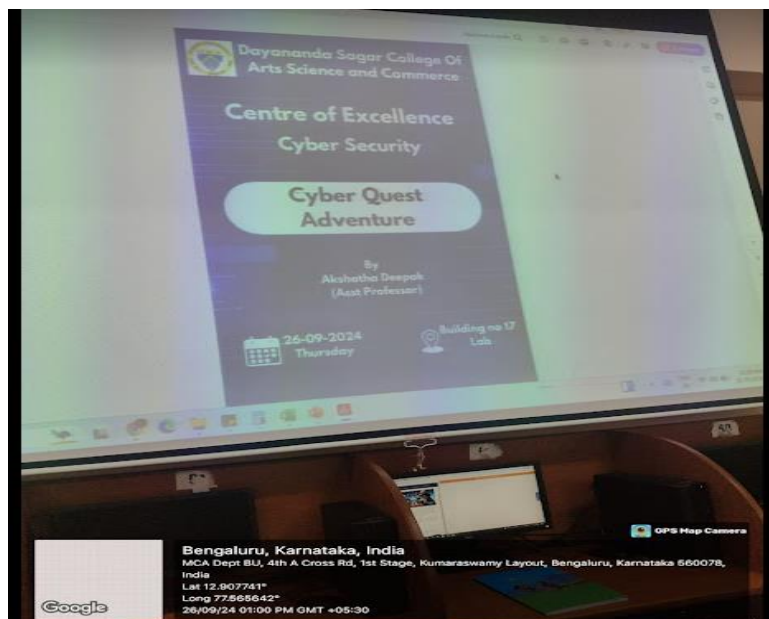 Dayananda Sagar College Of
Arts Science and Commerce
Centre of Excellence
Cyber Security
Cyber Quest
Adventure
By
Akshatha Deepak
(Asst Professor)
26-09-2024
Thursday
Building no 17
Lab
GPS Map Camera
Bengaluru, Karnataka, India
MCA Dept BU, 4th A Cross Rd, 1st Stage, Kumaraswamy Layout, Bengaluru, Karnataka 560078,
India
Lat 12.907741°
Long 77.565642°
26/09/24 01:00 PM GMT +05:30
Google